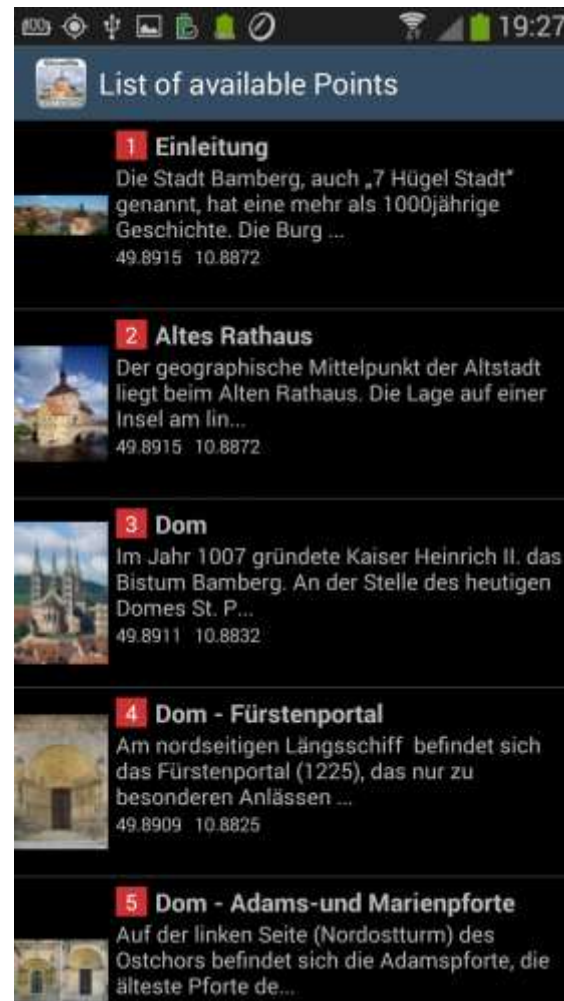 19:27
List of available Points
1 Einleitung
Die Stadt Bamberg, auch „7 Hügel Stadt"
genannt, hat eine mehr als 1000jährige
Geschichte. Die Burg ...
49.8915 10.8872
2 Altes Rathaus
Der geographische Mittelpunkt der Altstadt
liegt beim Alten Rathaus. Die Lage auf einer
Insel am lin...
49.8915 10.8872
3 Dom
Im Jahr 1007 gründete Kaiser Heinrich II. das
Bistum Bamberg. An der Stelle des heutigen
Domes St. P...
49.8911 10.8832
4 Dom - Fürstenportal
Am nordseitigen Längsschiff befindet sich
das Fürstenportal (1225), das nur zu
besonderen Anlässen ...
49.8909 10.8825
5 Dom - Adams-und Marienpforte
Auf der linken Seite (Nordostturm) des
Ostchors befindet sich die Adamspforte, die
älteste Pforte de...